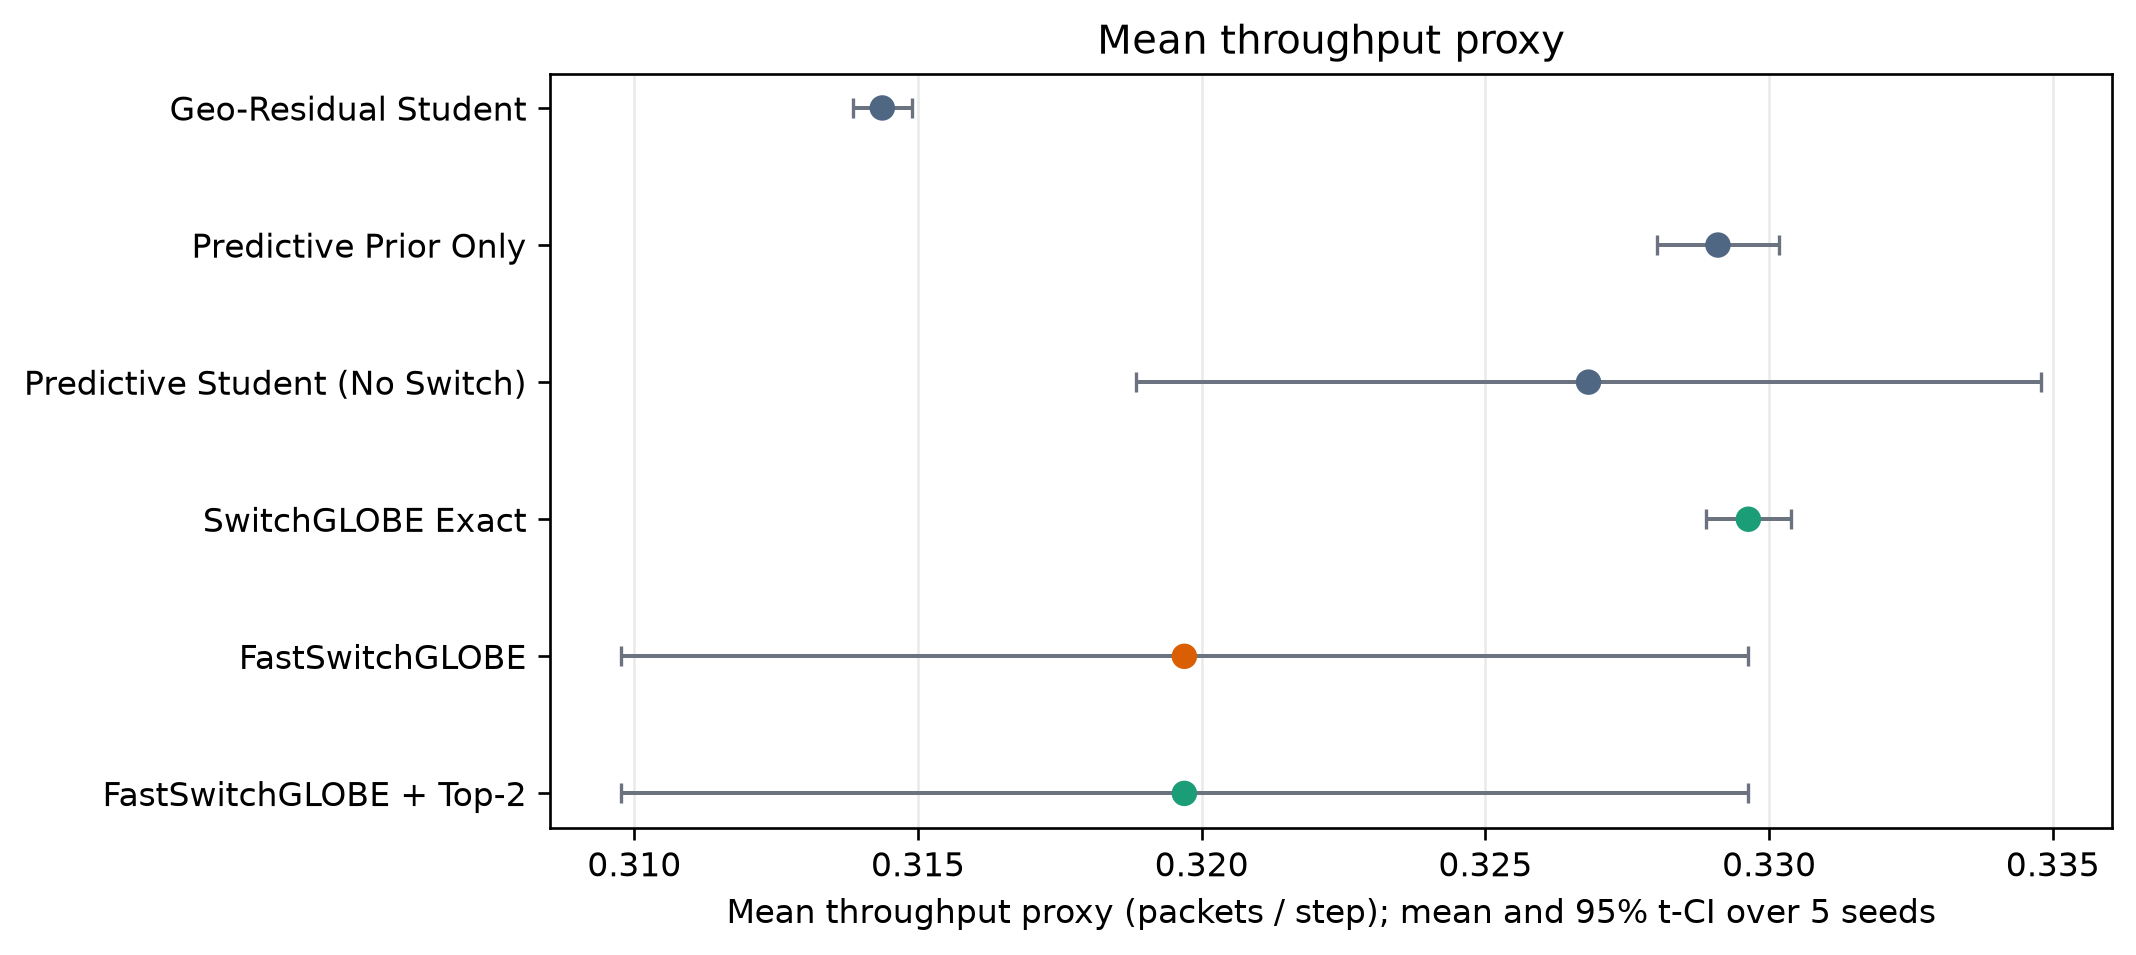 Mean throughput proxy
Geo-Residual Student
Predictive Prior Only
Predictive Student (No Switch)
SwitchGLOBE Exact
FastSwitchGLOBE
FastSwitchGLOBE + Top-2
0.310 0.315 0.320 0.325 0.330 0.335
Mean throughput proxy (packets / step); mean and 95% t-CI over 5 seeds